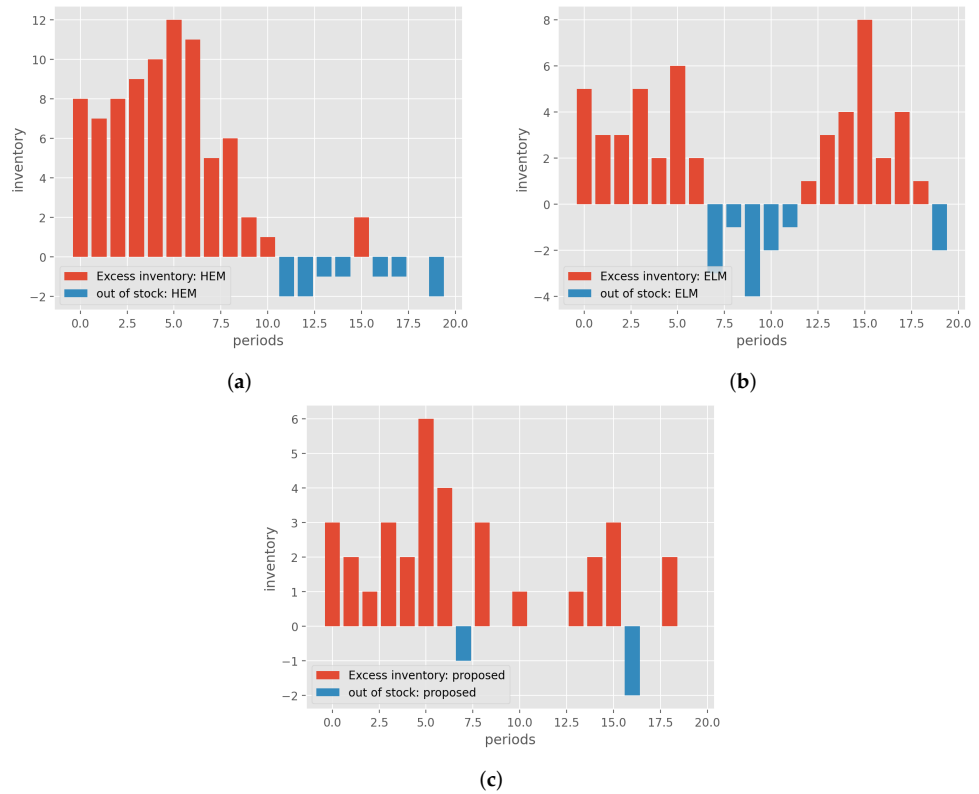 12
10
8
6
4
2
0
−2
inventory
Excess inventory: HEM
out of stock: HEM
0.0 2.5 5.0 7.5 10.0 12.5 15.0 17.5 20.0
periods
(a)
8
6
4
2
0
−2
−4
inventory
Excess inventory: ELM
out of stock: ELM
0.0 2.5 5.0 7.5 10.0 12.5 15.0 17.5 20.0
periods
(b)
6
5
4
3
2
1
0
−1
−2
inventory
Excess inventory: proposed
out of stock: proposed
0.0 2.5 5.0 7.5 10.0 12.5 15.0 17.5 20.0
periods
(c)